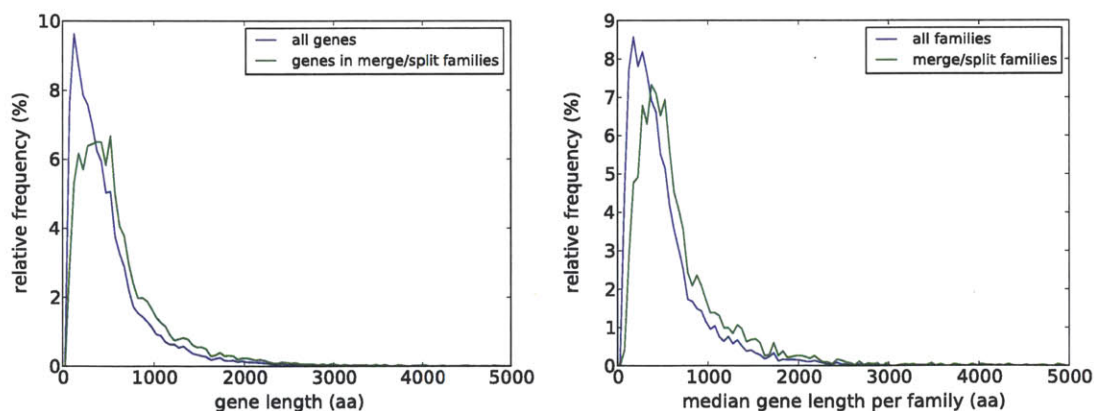 10
8
6
4
2
0
relative frequency (%)
all genes
genes in merge/split families
0 1000 2000 3000 4000 5000
gene length (aa)
9
8
7
6
5
4
3
2
1
0
relative frequency (%)
all families
merge/split families
0 1000 2000 3000 4000 5000
median gene length per family (aa)